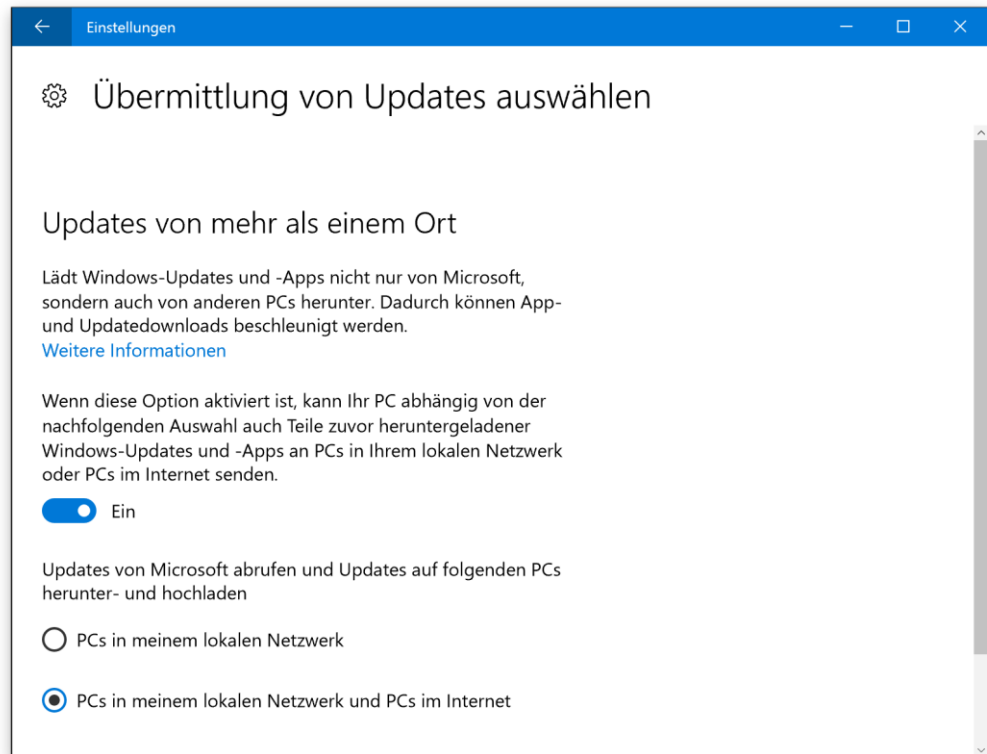 Einstellungen
Übermittlung von Updates auswählen
Updates von mehr als einem Ort
Lädt Windows-Updates und -Apps nicht nur von Microsoft,
sondern auch von anderen PCs herunter. Dadurch können App-
und Updatedownloads beschleunigt werden.
Weitere Informationen
Wenn diese Option aktiviert ist, kann Ihr PC abhängig von der
nachfolgenden Auswahl auch Teile zuvor heruntergeladener
Windows-Updates und -Apps an PCs in Ihrem lokalen Netzwerk
oder PCs im Internet senden.
Ein
Updates von Microsoft abrufen und Updates auf folgenden PCs
herunter- und hochladen
PCs in meinem lokalen Netzwerk
PCs in meinem lokalen Netzwerk und PCs im Internet